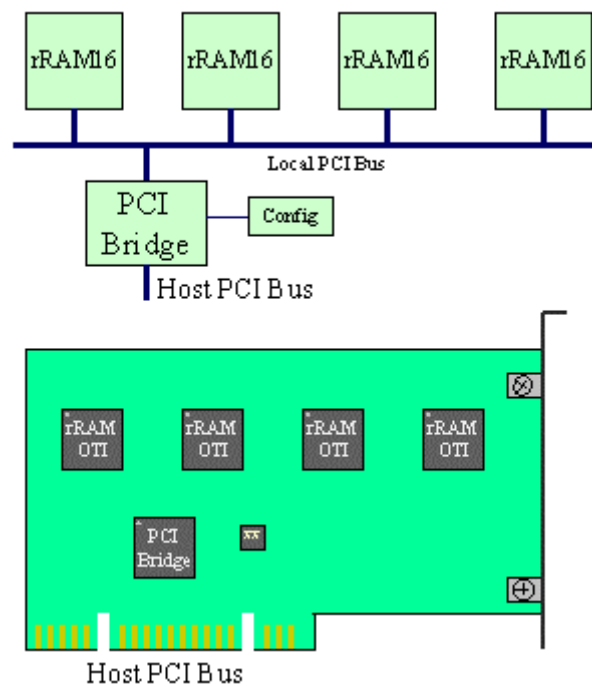 rRAM16 rRAM16 rRAM16 rRAM16
Local PCI Bus
PCI
Bridge
Config
Host PCI Bus
rRAM
OTI
rRAM
OTI
rRAM
OTI
rRAM
OTI
PCI
Bridge
xx
Host PCI Bus